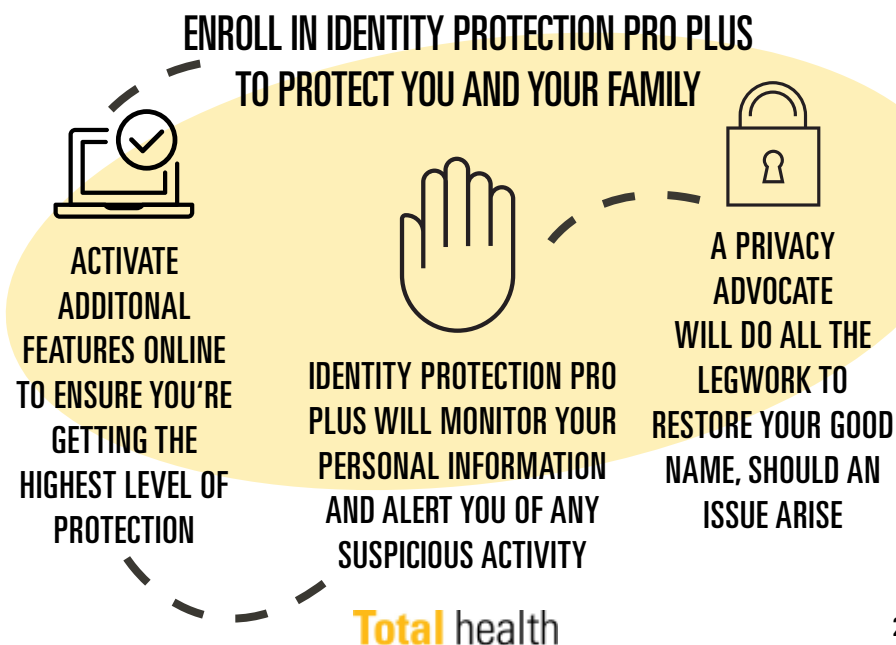 ENROLL IN IDENTITY PROTECTION PRO PLUS
TO PROTECT YOU AND YOUR FAMILY
ACTIVATE
ADDITONAL
FEATURES ONLINE
TO ENSURE YOU'RE
GETTING THE
HIGHEST LEVEL OF
PROTECTION
IDENTITY PROTECTION PRO
PLUS WILL MONITOR YOUR
PERSONAL INFORMATION
AND ALERT YOU OF ANY
SUSPICIOUS ACTIVITY
A PRIVACY
ADVOCATE
WILL DO ALL THE
LEGWORK TO
RESTORE YOUR GOOD
NAME, SHOULD AN
ISSUE ARISE
Total health